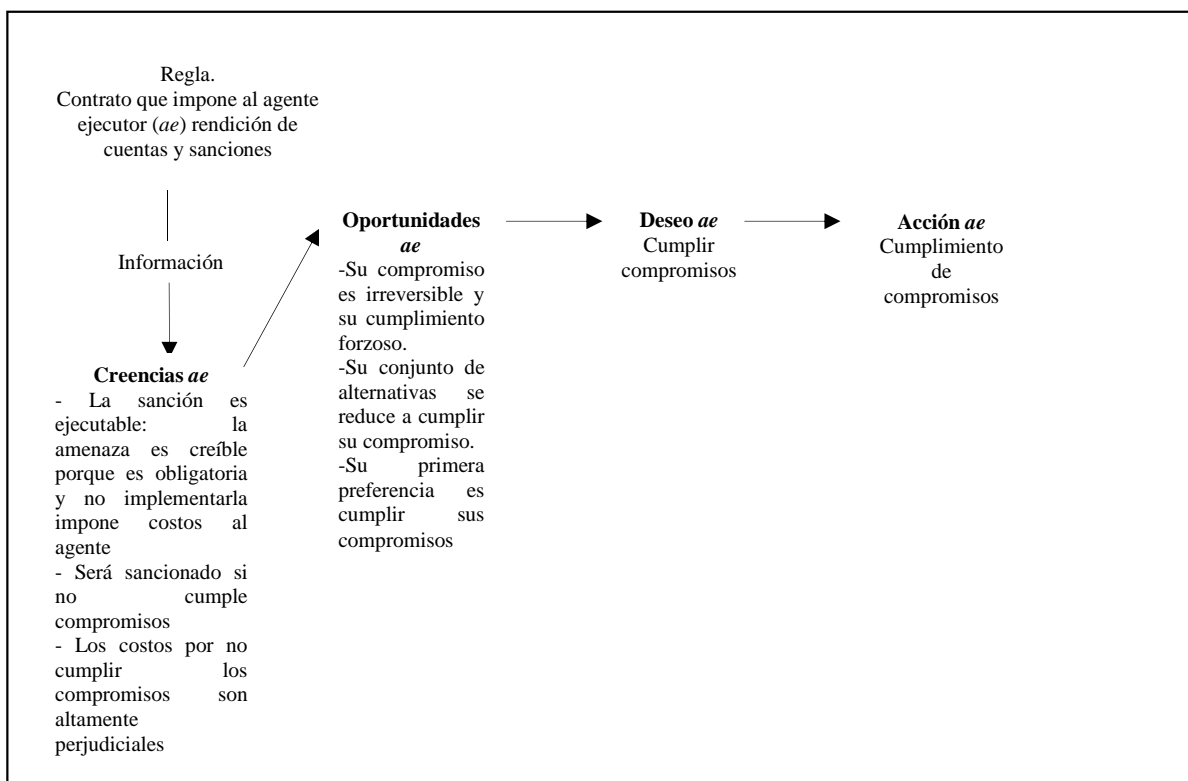 Regla.
Contrato que impone al agente
ejecutor (ae) rendición de
cuentas y sanciones
Información
Creencias ae
- La sanción es
ejecutable: la
amenaza es creíble
porque es obligatoria
y no implementarla
impone costos al
agente
- Será sancionado si
no cumple
compromisos
- Los costos por no
cumplir los
compromisos son
altamente
perjudiciales
Oportunidades
ae
-Su compromiso
es irreversible y
su cumplimiento
forzoso.
-Su conjunto de
alternativas se
reduce a cumplir
su compromiso.
-Su primera
preferencia es
cumplir sus
compromisos
Deseo ae
Cumplir
compromisos
Acción ae
Cumplimiento
de
compromisos